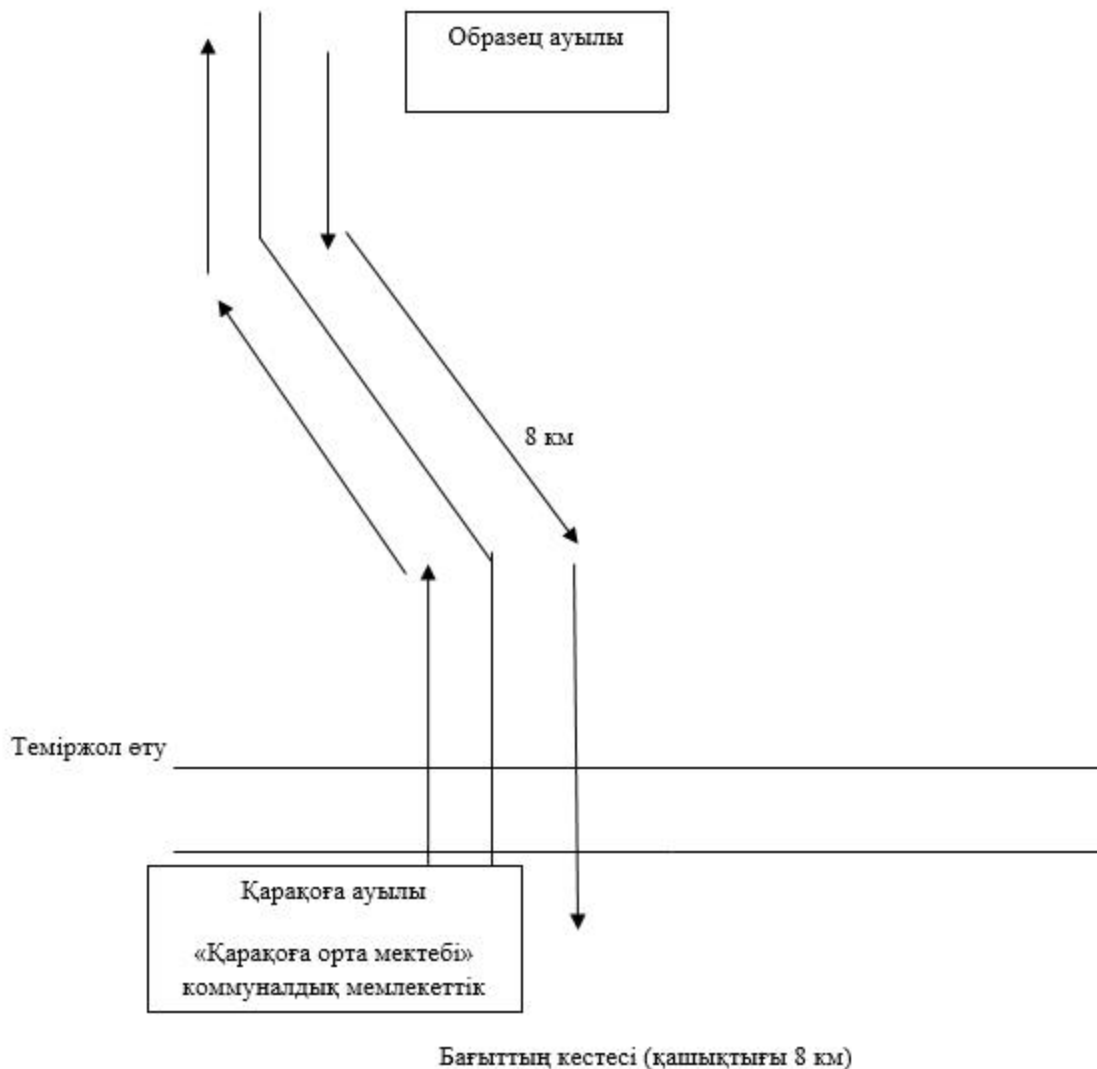 Образец ауылы
8 км
Теміржол өту
Қарақоға ауылы
«Қарақоға орта мектебі»
коммуналдық мемлекеттік
Бағыттың кестесі (қашықтығы 8 км)